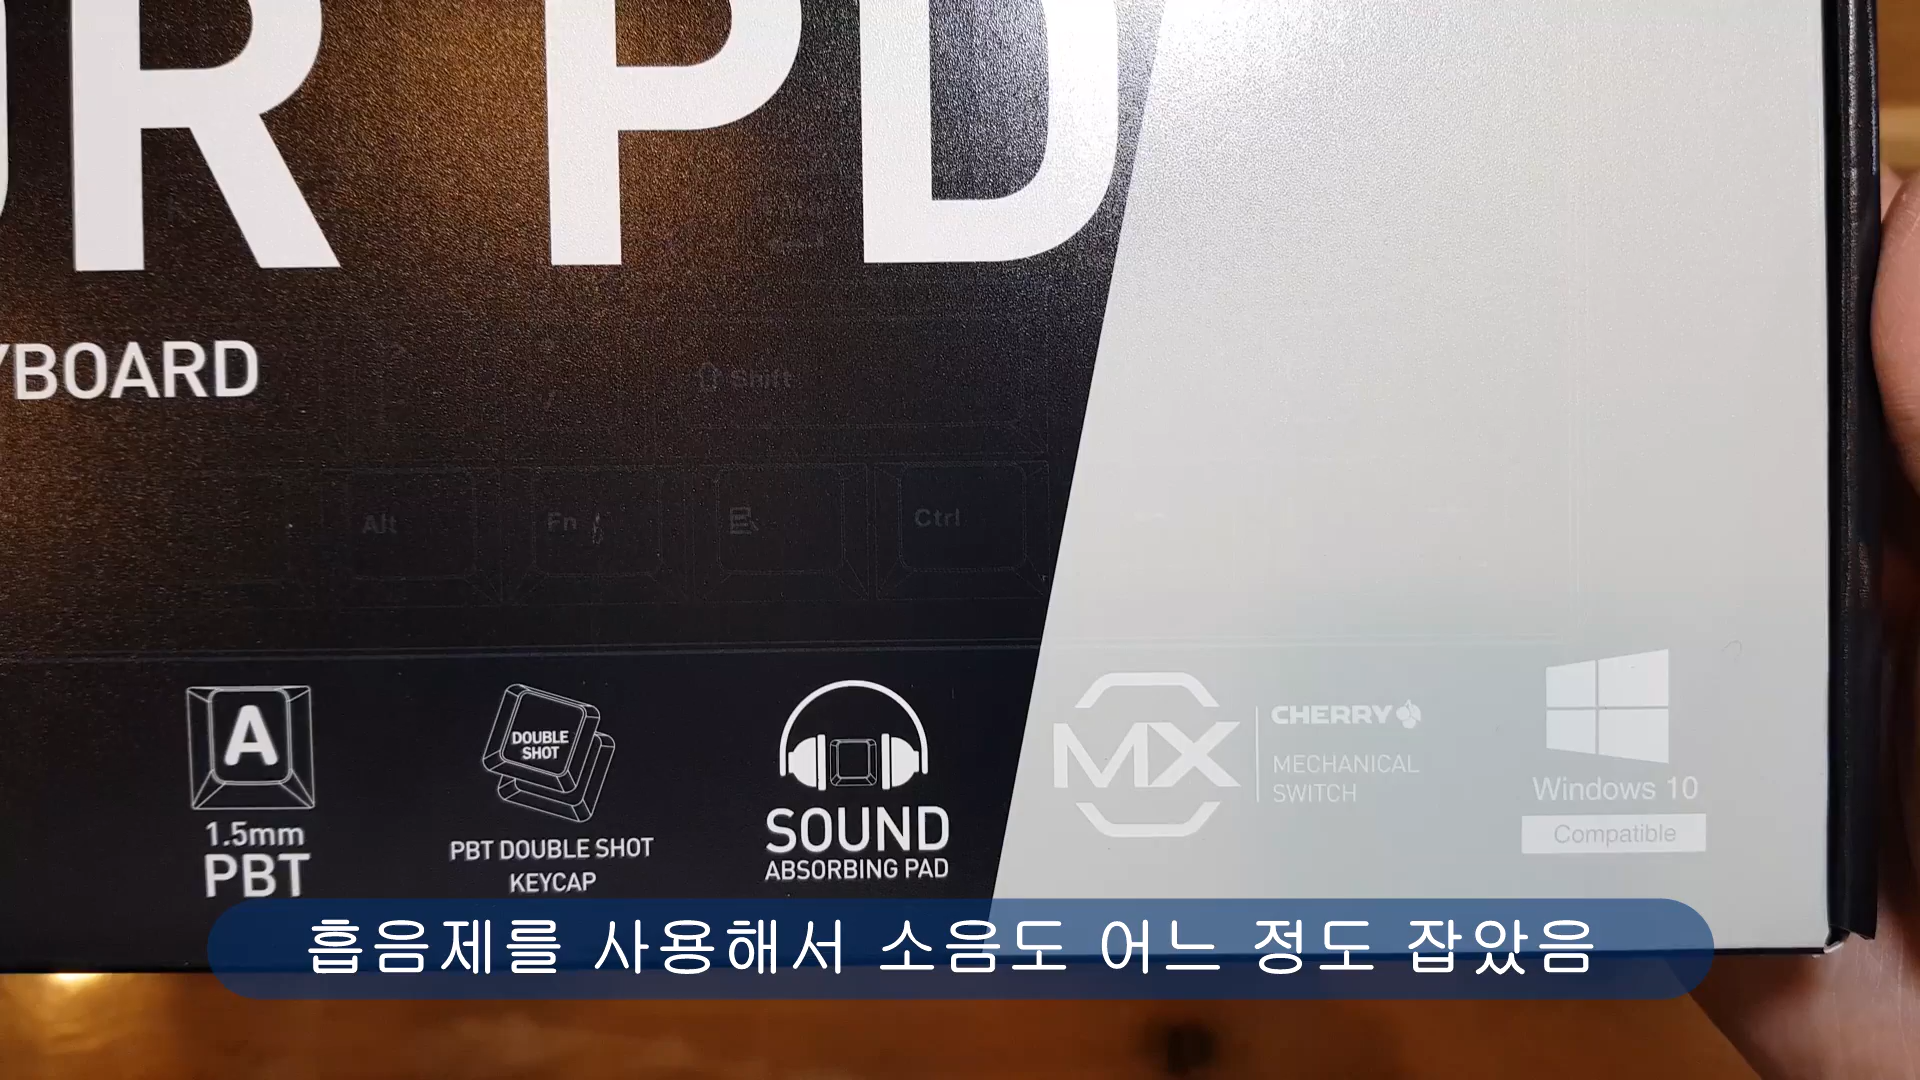 OR PD
YBOARD
Shift
Alt
Fn
Ctrl
A
1.5mm
PBT
DOUBLE
SHOT
PBT DOUBLE SHOT
KEYCAP
SOUND
ABSORBING PAD
MX
CHERRY
MECHANICAL
SWITCH
Windows 10
Compatible
흡음제를 사용해서 소음도 어느 정도 잡았음